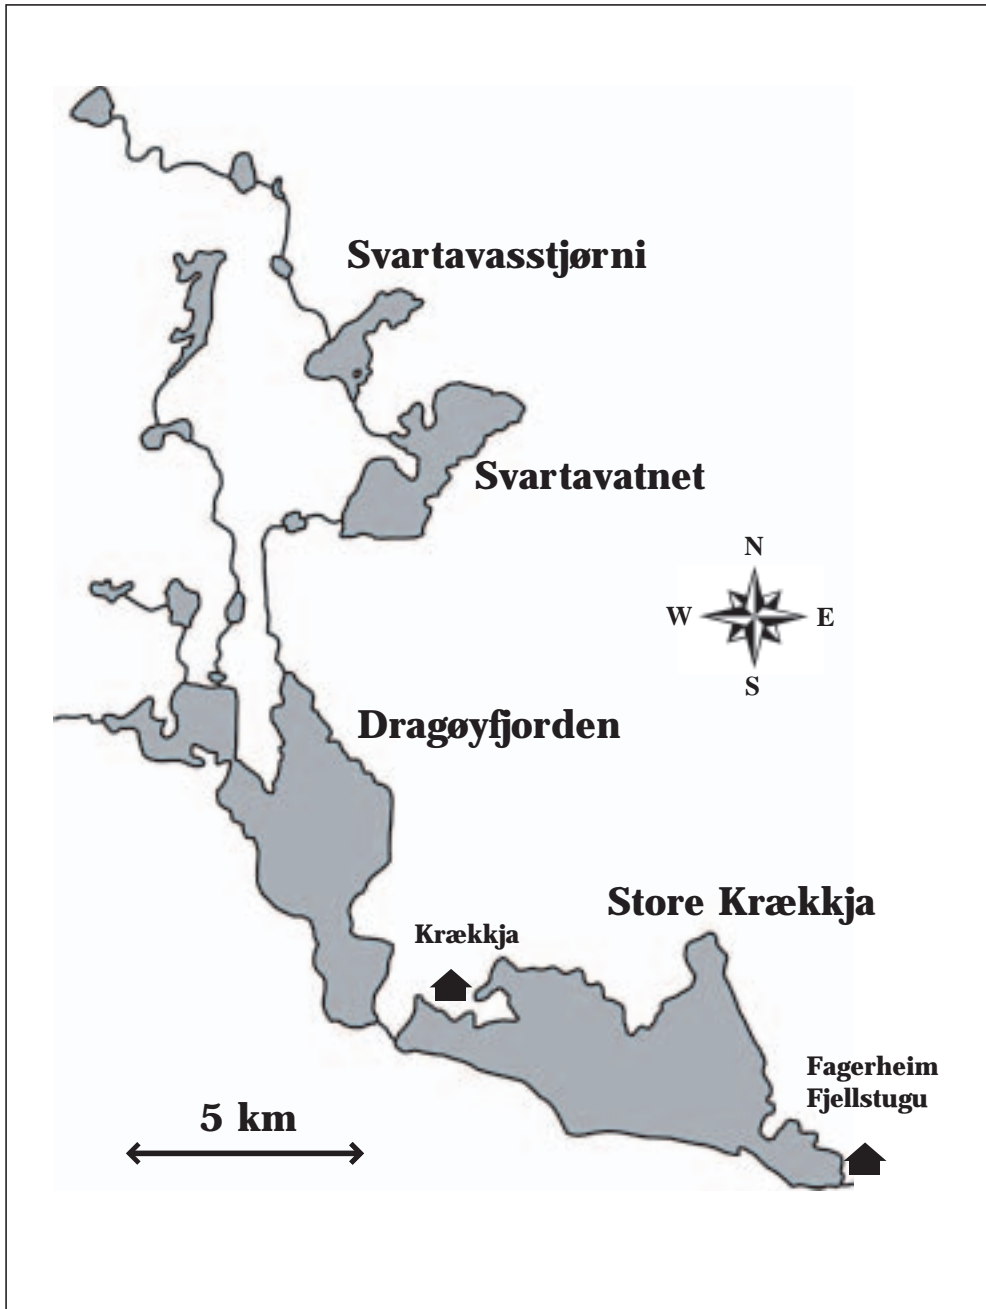 Svartavasstjørni
Svartavatnet
N
W E
S
Dragøyfjorden
Store Krækkja
Krækkja
Fagerheim
Fjellstugu
5 km